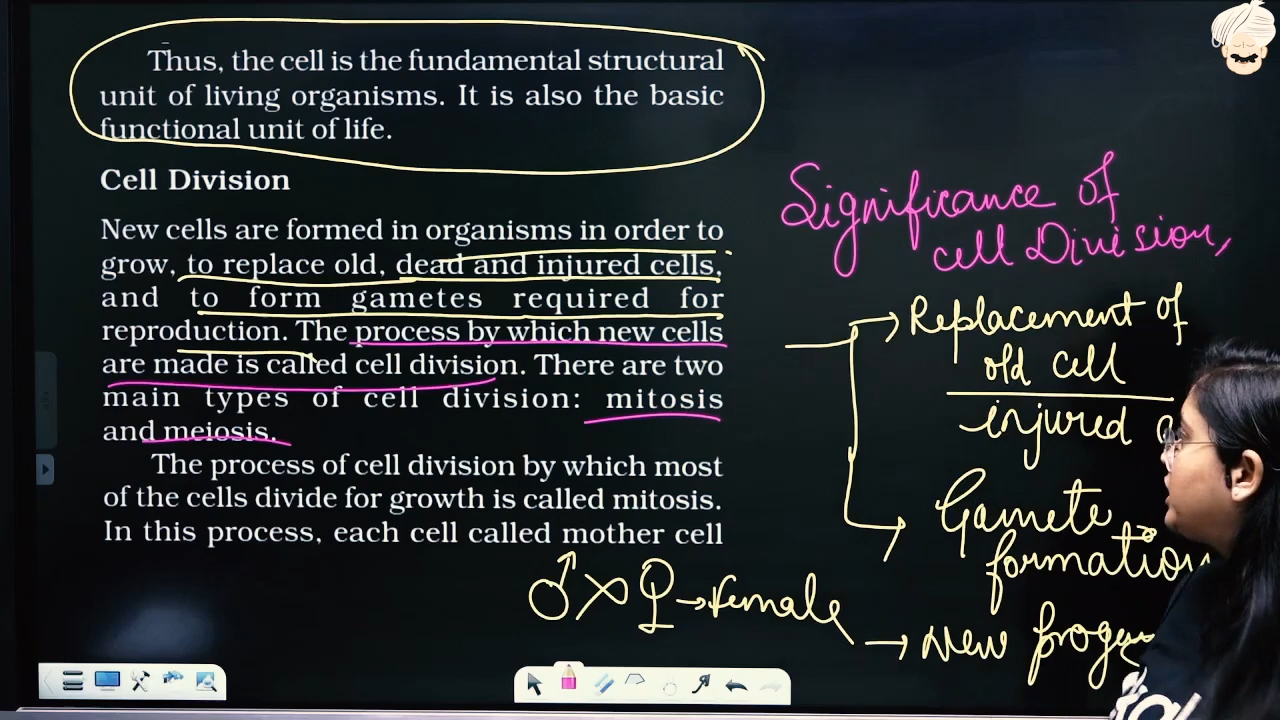 Thus, the cell is the fundamental structural
unit of living organisms. It is also the basic
functional unit of life.
Cell Division
New cells are formed in organisms in order to
grow, to replace old, dead and injured cells,
and to form gametes required for
reproduction. The process by which new cells
are made is called cell division. There are two
main types of cell division: mitosis
and meiosis.
The process of cell division by which most
of the cells divide for growth is called mitosis.
In this process, each cell called mother cell
Significance of
cell Division,
→ Replacement of
old cell
injured
→ Gamete
formation
♂ × ♀ → Female
→ New